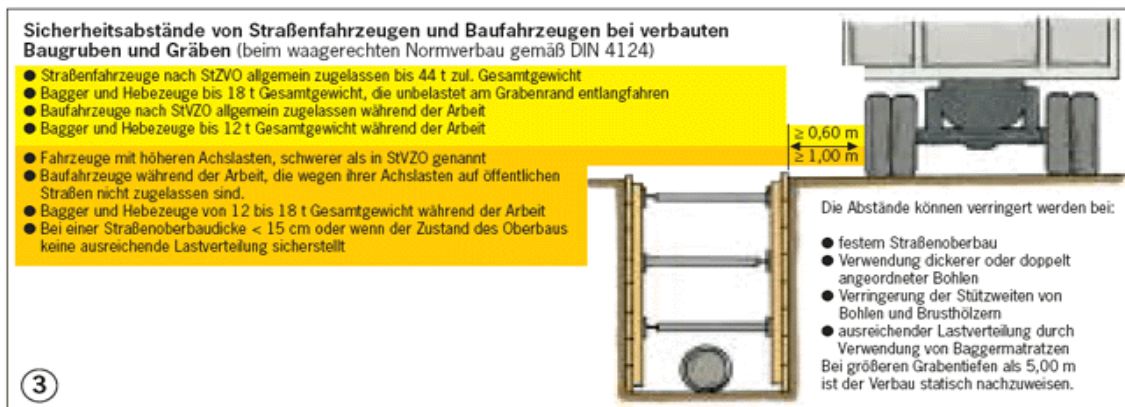 Sicherheitsabstände von Straßenfahrzeugen und Baufahrzeugen bei verbauten
Baugruben und Gräben (beim waagerechten Normverbau gemäß DIN 4124)
● Straßenfahrzeuge nach StZVO allgemein zugelassen bis 44 t zul. Gesamtgewicht
● Bagger und Hebezeuge bis 18 t Gesamtgewicht, die unbelastet am Grabenrand entlangfahren
● Baufahrzeuge nach StVZO allgemein zugelassen während der Arbeit
● Bagger und Hebezeuge bis 12 t Gesamtgewicht während der Arbeit
● Fahrzeuge mit höheren Achslasten, schwerer als in StVZO genannt
● Baufahrzeuge während der Arbeit, die wegen ihrer Achslasten auf öffentlichen
Straßen nicht zugelassen sind.
● Bagger und Hebezeuge von 12 bis 18 t Gesamtgewicht während der Arbeit
● Bei einer Straßenoberbaudicke < 15 cm oder wenn der Zustand des Oberbaus
keine ausreichende Lastverteilung sicherstellt
≥ 0,60 m
≥ 1,00 m
Die Abstände können verringert werden bei:
● festem Straßenoberbau
● Verwendung dickerer oder doppelt
angeordneter Bohlen
● Verringerung der Stützweiten von
Bohlen und Brusthölzern
● ausreichender Lastverteilung durch
Verwendung von Baggermatratzen
Bei größeren Grabentiefen als 5,00 m
ist der Verbau statisch nachzuweisen.
3